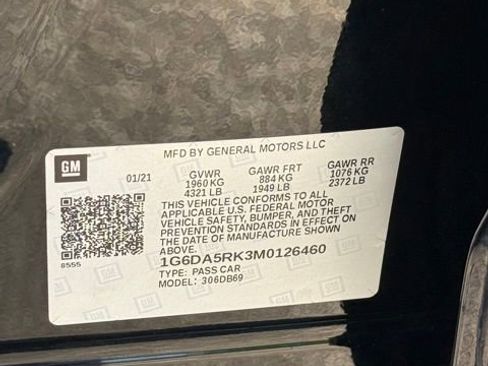 MFD BY GENERAL MOTORS LLC
GM
01/21 GVWR GAWR FRT GAWR RR
1960 KG 884 KG 1076 KG
4321 LB 1949 LB 2372 LB
THIS VEHICLE CONFORMS TO ALL
APPLICABLE U.S. FEDERAL MOTOR
VEHICLE SAFETY, BUMPER, AND THEFT
PREVENTION STANDARDS IN EFFECT ON
THE DATE OF MANUFACTURE SHOWN
ABOVE.
8555
1G6DA5RK3M0126460
TYPE: PASS CAR
MODEL: 306DB69